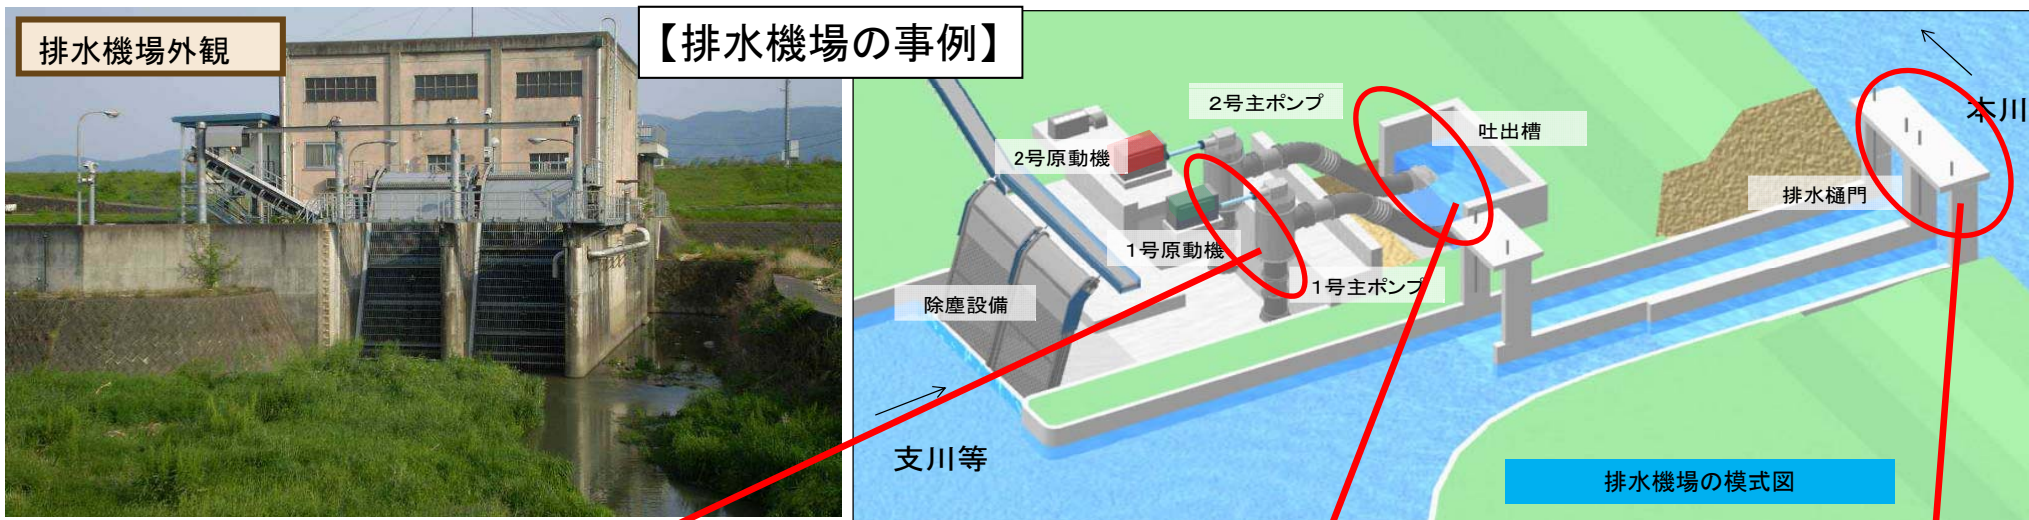 【排水機場の事例】
排水機場外観
本川
2号主ポンプ
吐出槽
2号原動機
排水樋門
1号原動機
1号主ポンプ
除塵設備
支川等
排水機場の模式図